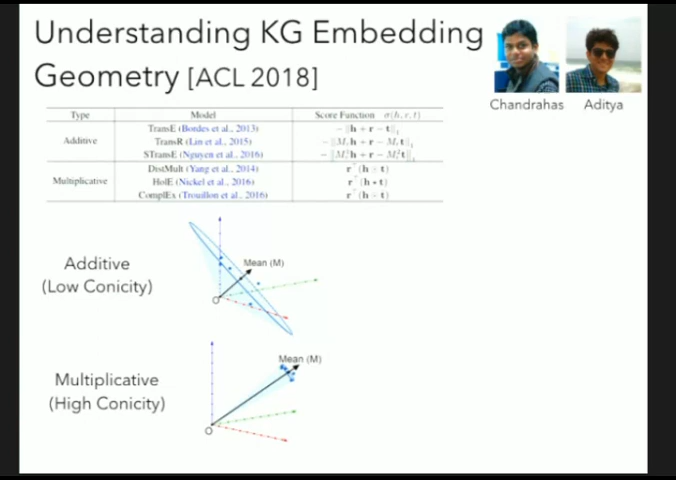 Understanding KG Embedding
Geometry [ACL 2018]
Chandrahas Aditya
Type Model Score Function σ(h, r, t)
Additive
TransE (Bordes et al., 2013) − ‖h + r − t‖₁
TransR (Lin et al., 2015)
STransE (Nguyen et al., 2016)
Multiplicative
DistMult (Yang et al., 2014)
HolE (Nickel et al., 2016)
ComplEx (Trouillon et al., 2016)
Additive
(Low Conicity)
Mean (M)
O
Multiplicative
(High Conicity)
Mean (M)
O